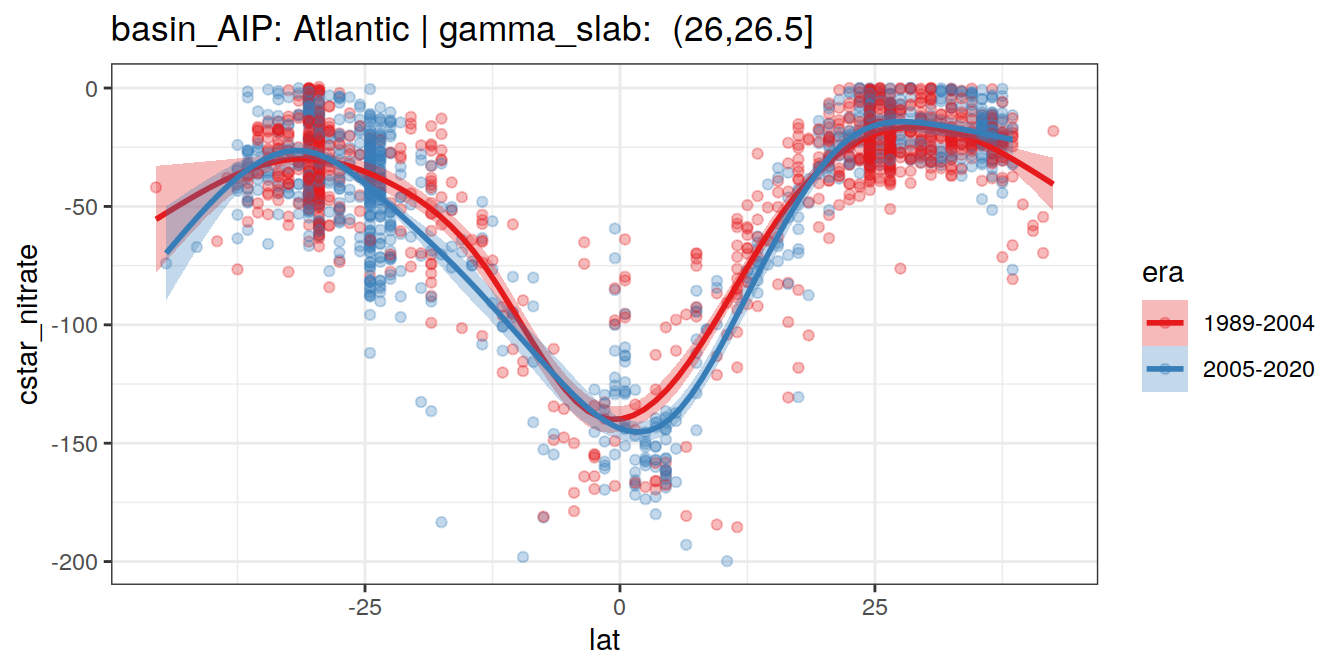 basin_AIP: Atlantic | gamma_slab:  (26,26.5]
0
-50
-100
-150
-200
cstar_nitrate
-25
0
25
lat
era
1989-2004
2005-2020